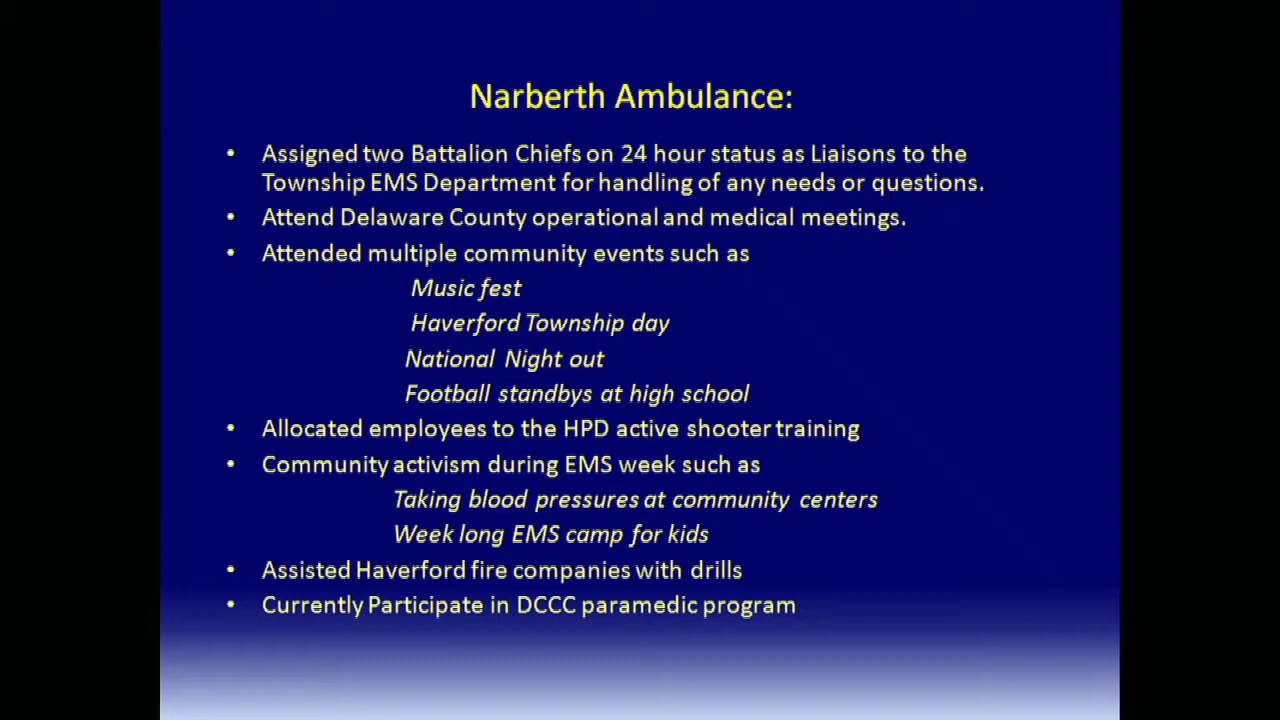 Narberth Ambulance:
• Assigned two Battalion Chiefs on 24 hour status as Liaisons to the
Township EMS Department for handling of any needs or questions.
• Attend Delaware County operational and medical meetings.
• Attended multiple community events such as
Music fest
Haverford Township day
National Night out
Football standbys at high school
• Allocated employees to the HPD active shooter training
• Community activism during EMS week such as
Taking blood pressures at community centers
Week long EMS camp for kids
• Assisted Haverford fire companies with drills
• Currently Participate in DCCC paramedic program